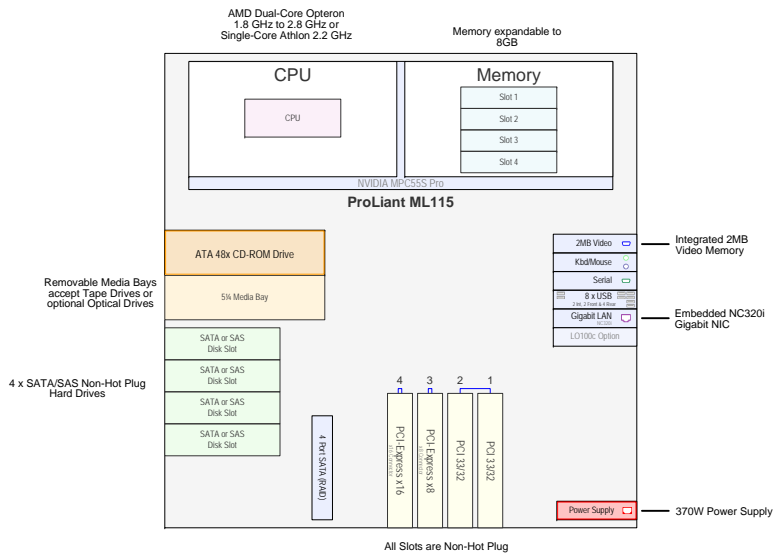 AMD Dual-Core Opteron
1.8 GHz to 2.8 GHz or
Single-Core Athlon 2.2 GHz
Memory expandable to
8GB
CPU
Memory
CPU
Slot 1
Slot 2
Slot 3
Slot 4
NVIDIA MPC55S Pro
ProLiant ML115
ATA 48x CD-ROM Drive
5¼ Media Bay
Removable Media Bays
accept Tape Drives or
optional Optical Drives
2MB Video
Kbd/Mouse
Serial
8 x USB
2 Int, 2 Front & 4 Rear
Gigabit LAN
NC320i
LO100c Option
Integrated 2MB
Video Memory
Embedded NC320i
Gigabit NIC
SATA or SAS
Disk Slot
SATA or SAS
Disk Slot
SATA or SAS
Disk Slot
SATA or SAS
Disk Slot
4 x SATA/SAS Non-Hot Plug
Hard Drives
4 Port SATA (RAID)
4
3
2
1
PCI-Express x16
PCI-Express x8
PCI 33/32
PCI 33/32
Power Supply
370W Power Supply
All Slots are Non-Hot Plug